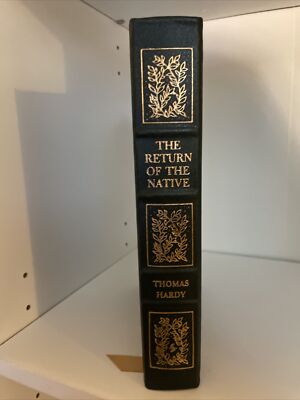 THE
RETURN
OF THE
NATIVE
THOMAS
HARDY